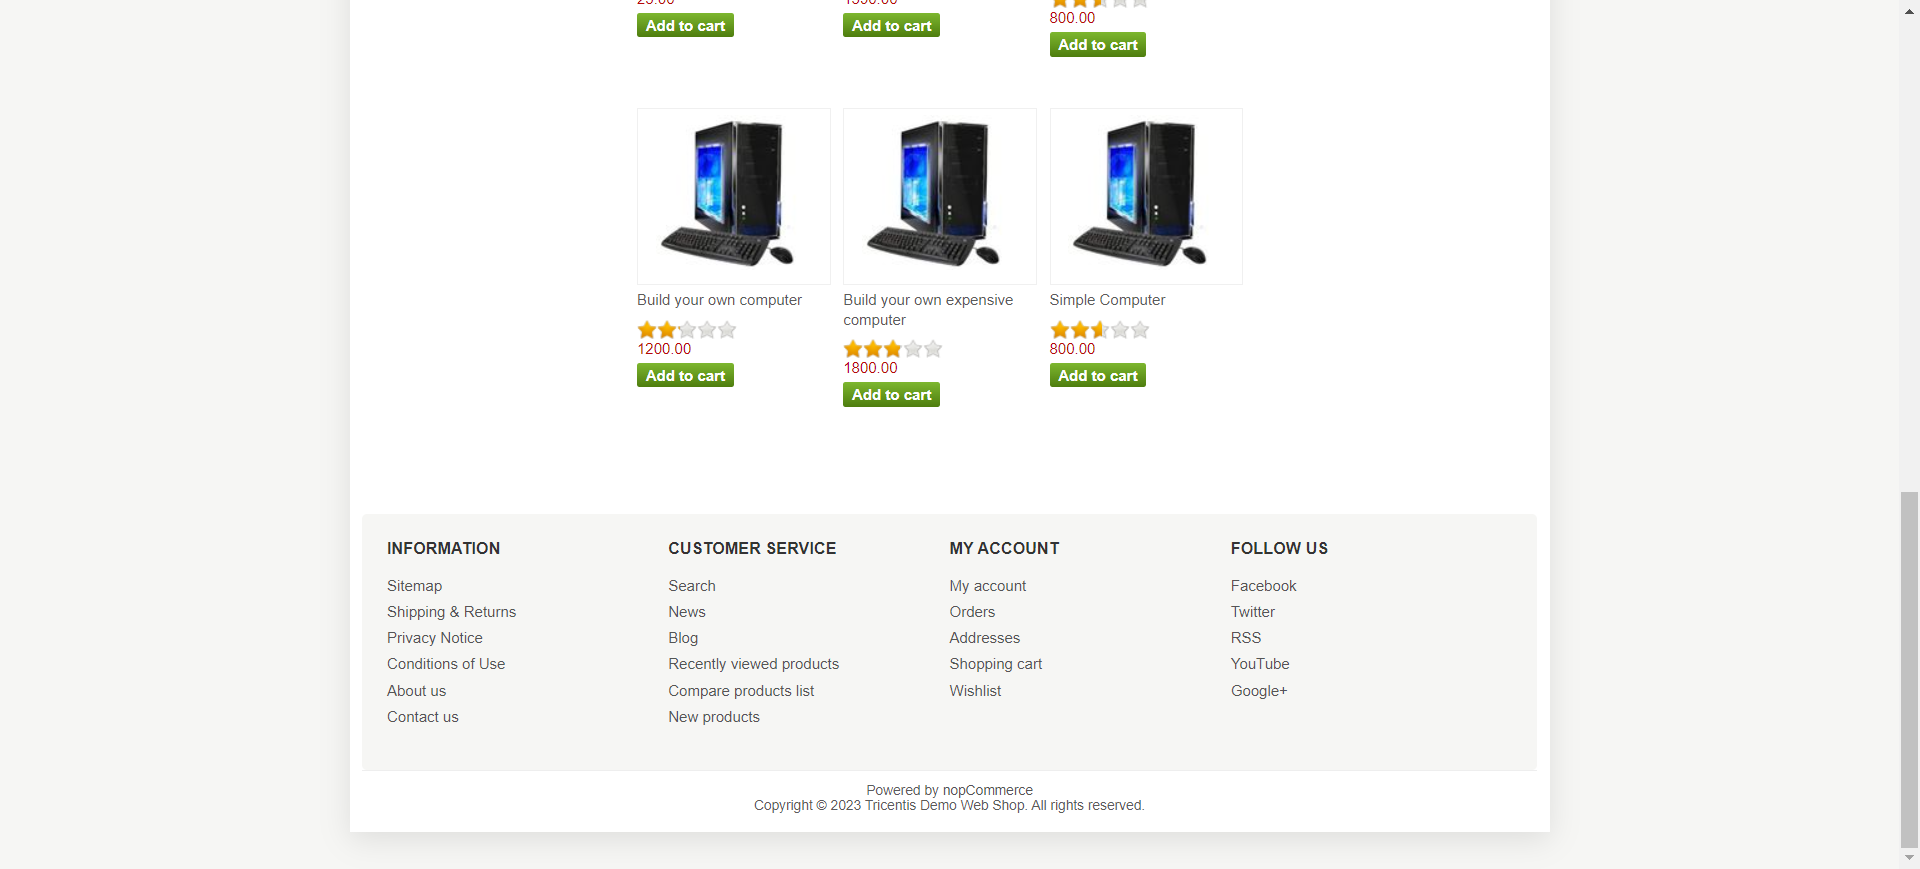 800.00
Add to cart
Add to cart
Add to cart
Build your own computer
1200.00
Add to cart
Build your own expensive
computer
1800.00
Add to cart
Simple Computer
800.00
Add to cart
INFORMATION
Sitemap
Shipping & Returns
Privacy Notice
Conditions of Use
About us
Contact us
CUSTOMER SERVICE
Search
News
Blog
Recently viewed products
Compare products list
New products
MY ACCOUNT
My account
Orders
Addresses
Shopping cart
Wishlist
FOLLOW US
Facebook
Twitter
RSS
YouTube
Google+
Powered by nopCommerce
Copyright © 2023 Tricentis Demo Web Shop. All rights reserved.